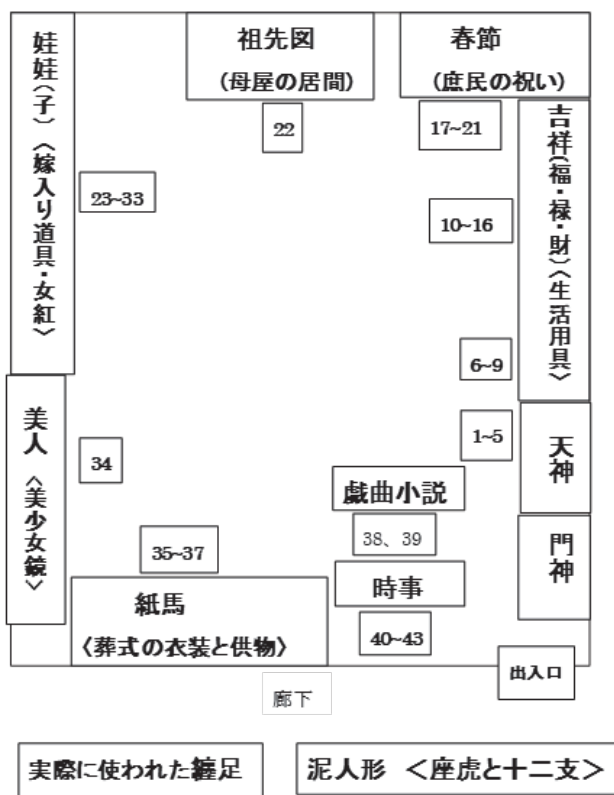 祖先図
(母屋の居間)
春節
(庶民の祝い)
娃娃(子)〈嫁入り道具・女紅〉
吉祥(福・禄・財)〈生活用具〉
22
17~21
23~33
10~16
6~9
1~5
天神
美人〈美少女鏡〉
34
戯曲小説
38、39
門神
35~37
時事
紙馬
〈葬式の衣装と供物〉
40~43
出入口
廊下
実際に使われた纏足
泥人形 <座虎と十二支>